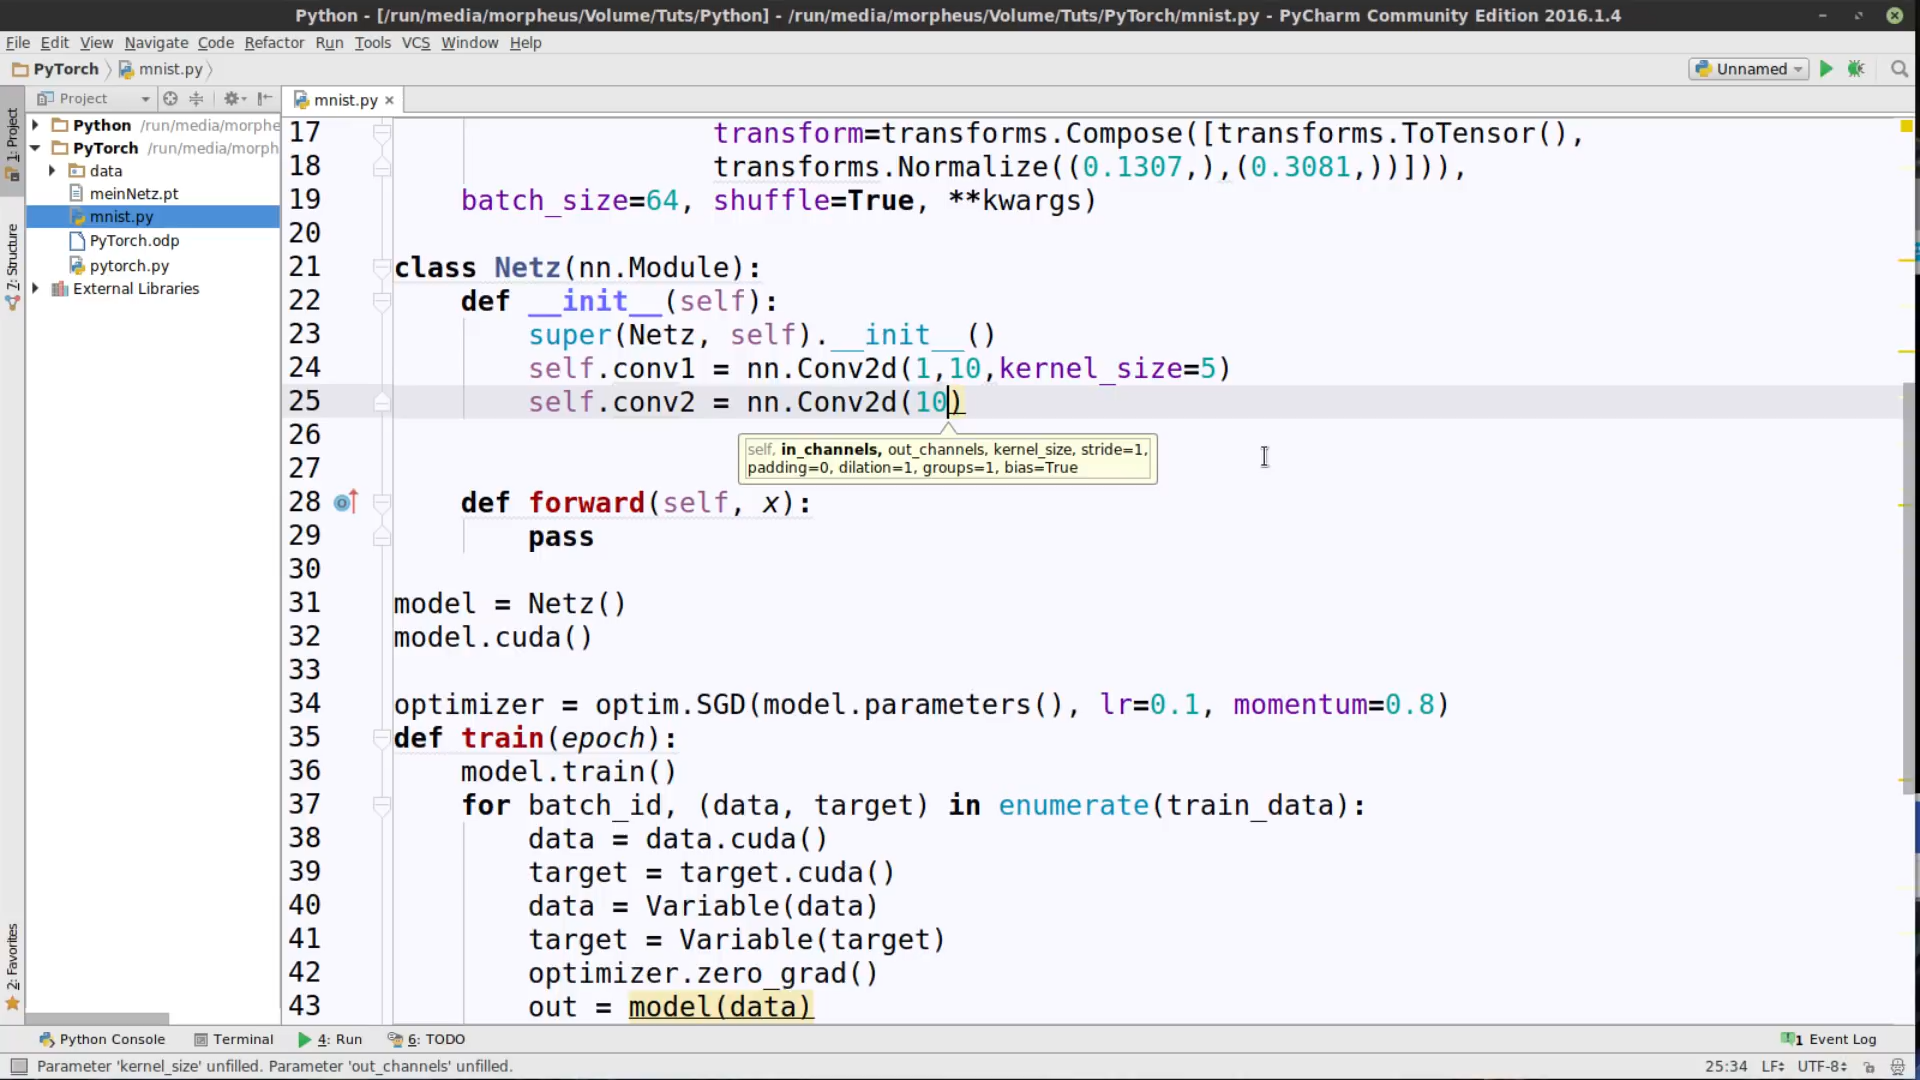 Python - [/run/media/morpheus/Volume/Tuts/Python] - /run/media/morpheus/Volume/Tuts/PyTorch/mnist.py - PyCharm Community Edition 2016.1.4
File Edit View Navigate Code Refactor Run Tools VCS Window Help
PyTorch mnist.py Unnamed
Project mnist.py
1: Project
7: Structure
2: Favorites
Python /run/media/morphe
PyTorch /run/media/morph
data
meinNetz.pt
mnist.py
PyTorch.odp
pytorch.py
External Libraries
17 transform=transforms.Compose([transforms.ToTensor(),
18 transforms.Normalize((0.1307,),(0.3081,))])),
19 batch_size=64, shuffle=True, **kwargs)
20
21 class Netz(nn.Module):
22 def __init__(self):
23 super(Netz, self).__init__()
24 self.conv1 = nn.Conv2d(1,10,kernel_size=5)
25 self.conv2 = nn.Conv2d(10)
26
self, in_channels, out_channels, kernel_size, stride=1,
padding=0, dilation=1, groups=1, bias=True
27
28 def forward(self, x):
29 pass
30
31 model = Netz()
32 model.cuda()
33
34 optimizer = optim.SGD(model.parameters(), lr=0.1, momentum=0.8)
35 def train(epoch):
36 model.train()
37 for batch_id, (data, target) in enumerate(train_data):
38 data = data.cuda()
39 target = target.cuda()
40 data = Variable(data)
41 target = Variable(target)
42 optimizer.zero_grad()
43 out = model(data)
Python Console Terminal 4: Run 6: TODO 1 Event Log
Parameter 'kernel_size' unfilled. Parameter 'out_channels' unfilled. 25:34 LF UTF-8